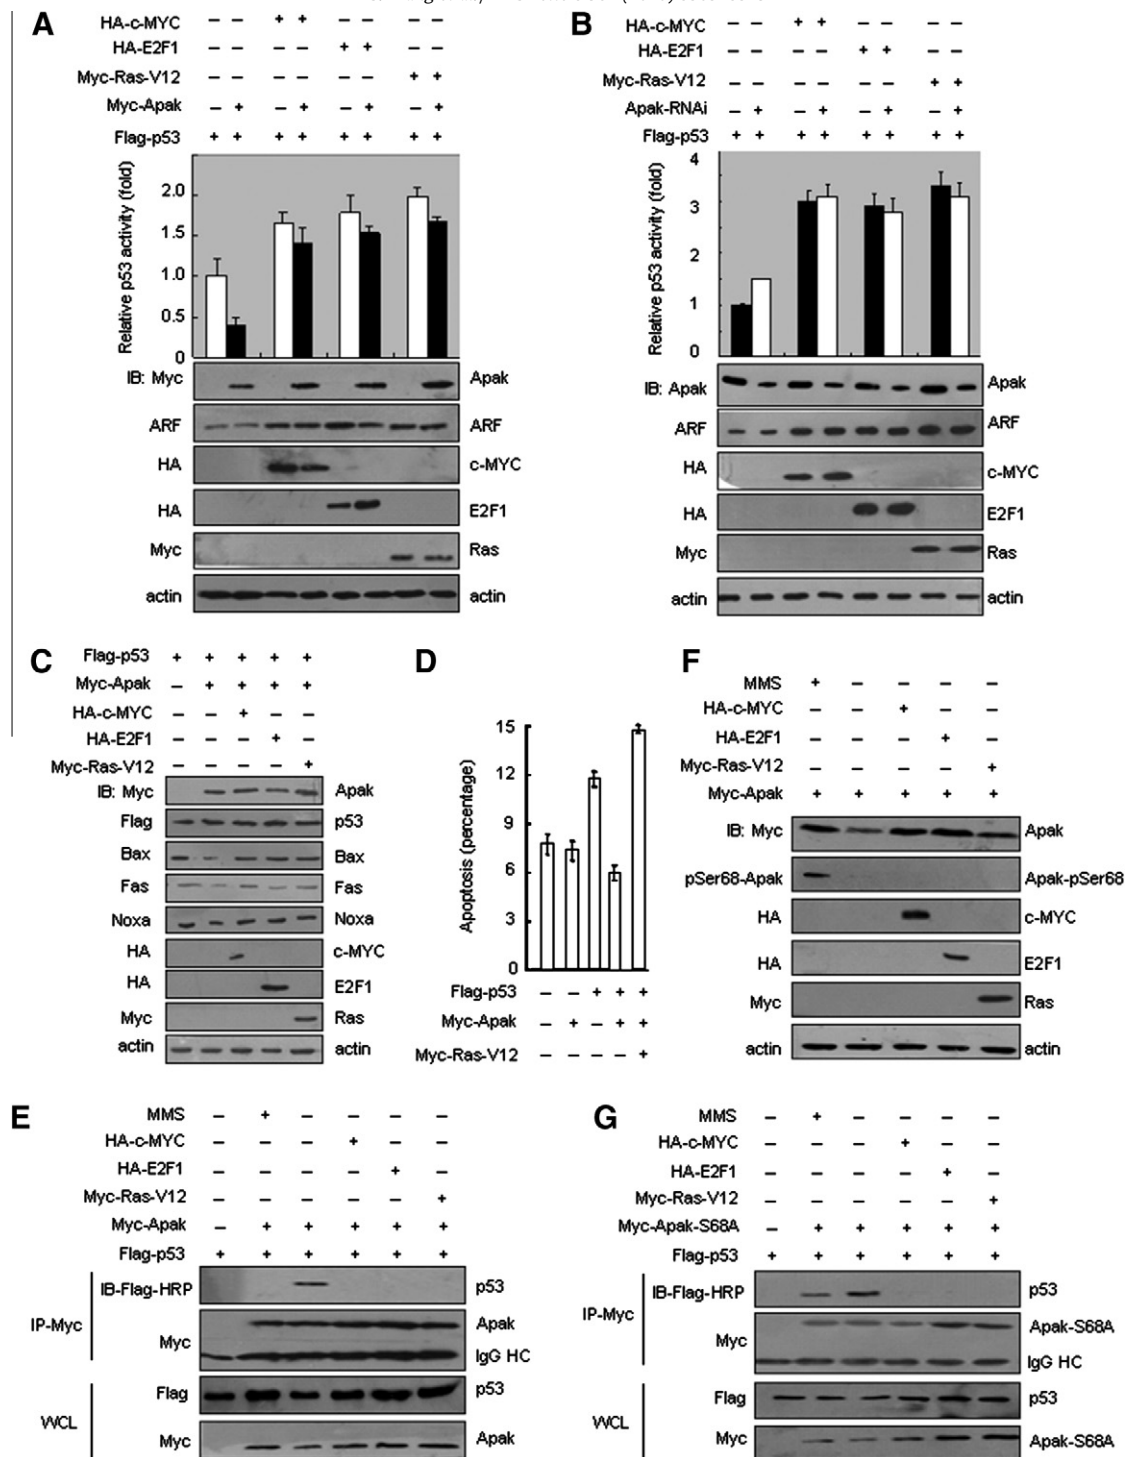 A
HA-c-MYC – – + + – – – –
HA-E2F1 – – – – + + – –
Myc-Ras-V12 – – – – – – + +
Myc-Apak – + – + – + – +
Flag-p53 + + + + + + + +
Relative p53 activity (fold)
2.0
1.5
1.0
0.5
0
IB: Myc Apak
ARF ARF
HA c-MYC
HA E2F1
Myc Ras
actin actin
B
HA-c-MYC – – + + – – – –
HA-E2F1 – – – – + + – –
Myc-Ras-V12 – – – – – – + +
Apak-RNAi – + – + – + – +
Flag-p53 + + + + + + + +
Relative p53 activity (fold)
4
3
2
1
0
IB: Apak Apak
ARF ARF
HA c-MYC
HA E2F1
Myc Ras
actin actin
C
Flag-p53 + + + + +
Myc-Apak – + + + +
HA-c-MYC – – + – –
HA-E2F1 – – – + –
Myc-Ras-V12 – – – – +
IB: Myc Apak
Flag p53
Bax Bax
Fas Fas
Noxa Noxa
HA c-MYC
HA E2F1
Myc Ras
actin actin
D
Apoptosis (percentage)
15
12
9
6
3
0
Flag-p53 – – + + +
Myc-Apak – + – + +
Myc-Ras-V12 – – – – +
F
MMS + – – – –
HA-c-MYC – – + – –
HA-E2F1 – – – + –
Myc-Ras-V12 – – – – +
Myc-Apak + + + + +
IB: Myc Apak
pSer68-Apak Apak-pSer68
HA c-MYC
HA E2F1
Myc Ras
actin actin
E
MMS – + – – – –
HA-c-MYC – – – + – –
HA-E2F1 – – – – + –
Myc-Ras-V12 – – – – – +
Myc-Apak – + + + + +
Flag-p53 + + + + + +
IP-Myc
IB-Flag-HRP p53
Myc Apak
IgG HC
WCL
Flag p53
Myc Apak
G
MMS – + – – – –
HA-c-MYC – – – + – –
HA-E2F1 – – – – + –
Myc-Ras-V12 – – – – – +
Myc-Apak-S68A – + + + + +
Flag-p53 + + + + + +
IP-Myc
IB-Flag-HRP p53
Myc Apak-S68A
IgG HC
WCL
Flag p53
Myc Apak-S68A